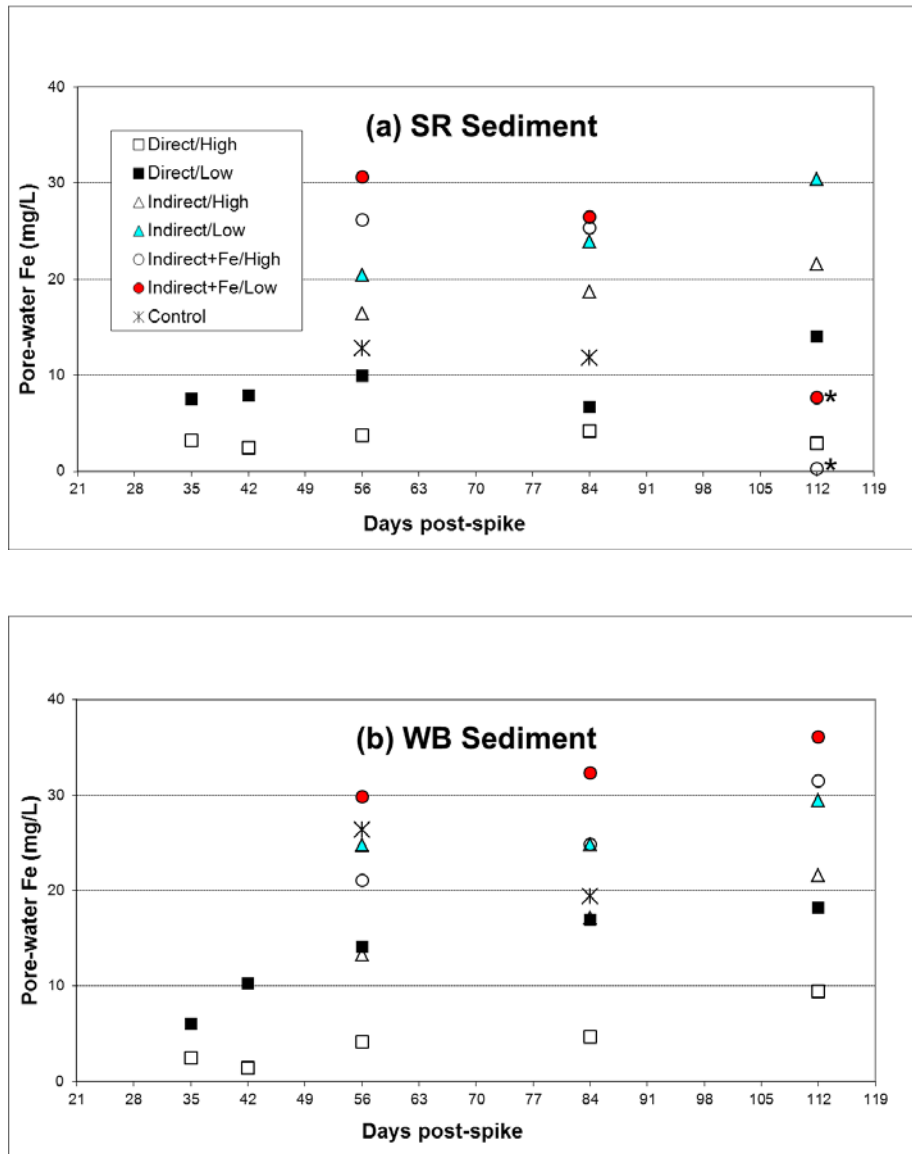 (a) SR Sediment
Pore-water Fe (mg/L)
40
30
20
10
0
Direct/High
Direct/Low
Indirect/High
Indirect/Low
Indirect+Fe/High
Indirect+Fe/Low
Control
*
*
21 28 35 42 49 56 63 70 77 84 91 98 105 112 119
Days post-spike
(b) WB Sediment
Pore-water Fe (mg/L)
40
30
20
10
0
21 28 35 42 49 56 63 70 77 84 91 98 105 112 119
Days post-spike